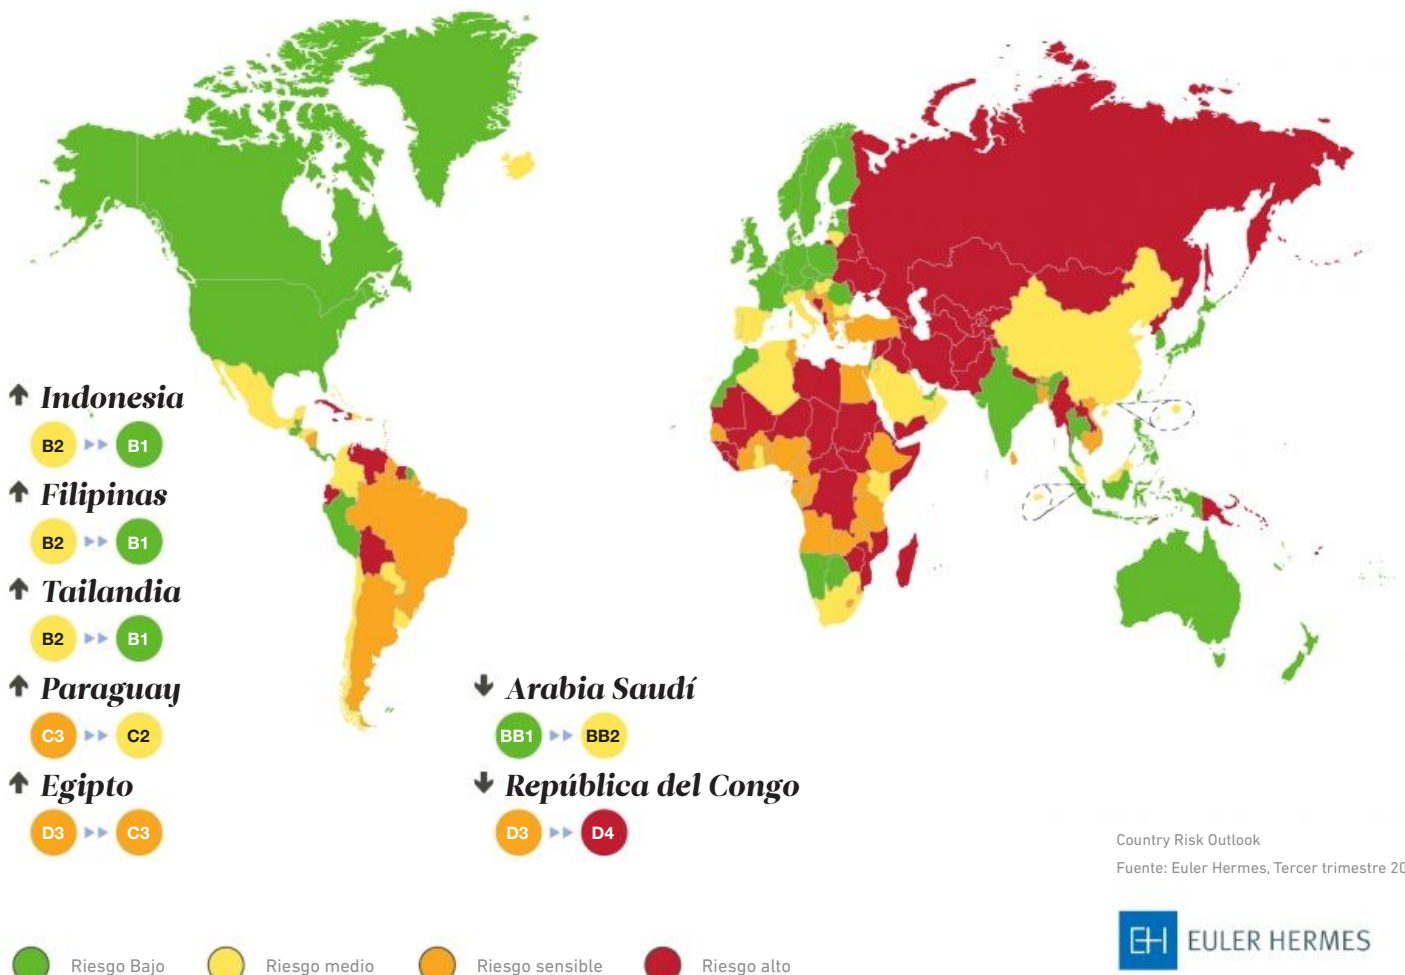 Indonesia
B2 B1
Filipinas
B2 B1
Tailandia
B2 B1
Paraguay
C3 C2
Egipto
D3 C3
Arabia Saudí
BB1 BB2
República del Congo
D3 D4
Country Risk Outlook
Fuente: Euler Hermes, Tercer trimestre 20
EH EULER HERMES
Riesgo Bajo Riesgo medio Riesgo sensible Riesgo alto